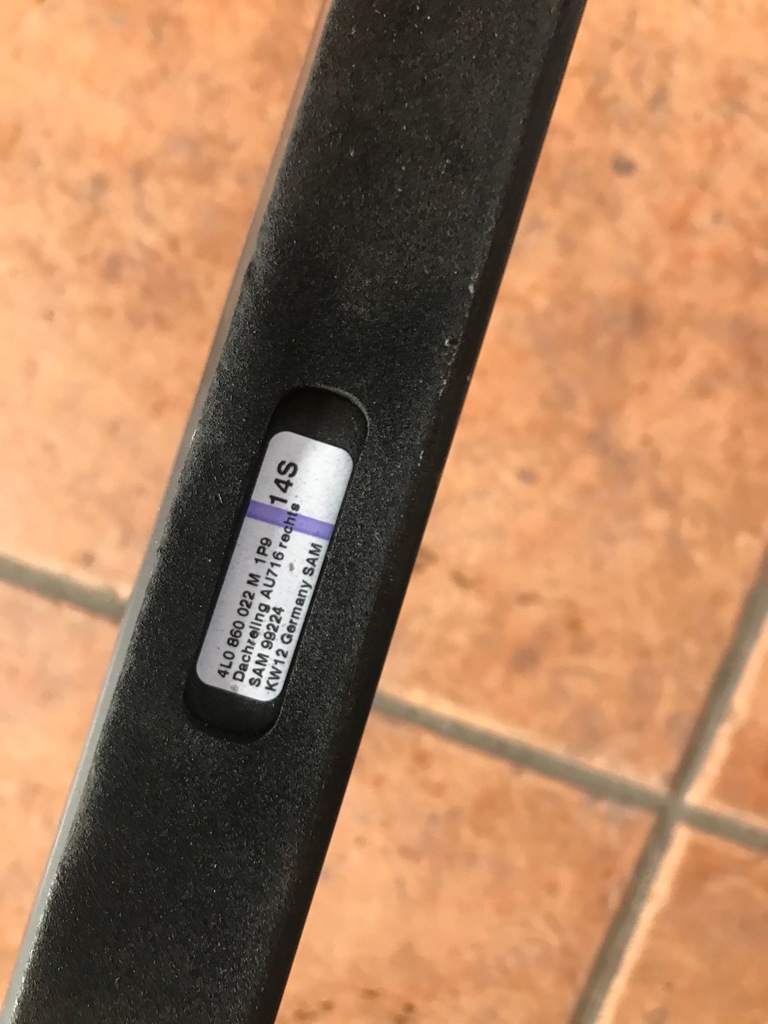 14S
4L0 860 022 M 1P9
Dachreling AU716 rechts
SAM 99224
KW12 Germany SAM